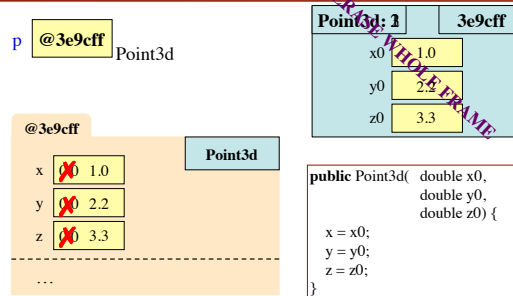 p @3e9cff Point3d
Point3d: 3e9cff
x0 1.0
y0 2.2
z0 3.3
ERASE WHOLE FRAME
@3e9cff
Point3d
x 1.0
y 2.2
z 3.3
…
public Point3d( double x0,
double y0,
double z0) {
x = x0;
y = y0;
z = z0;
}